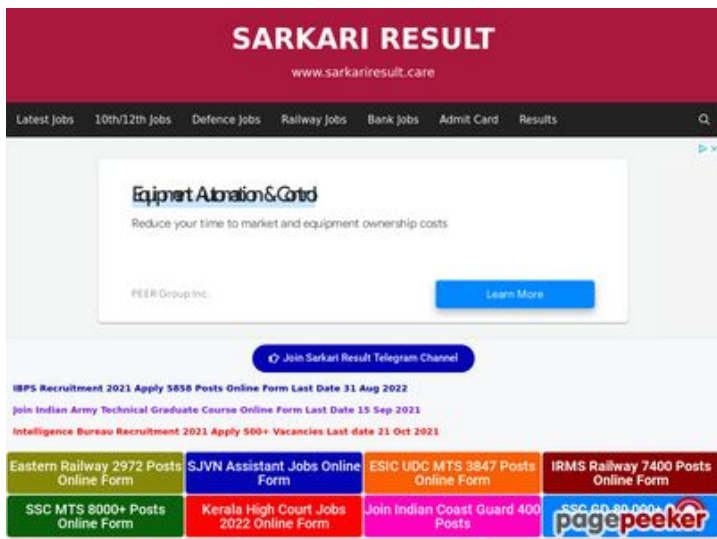 SARKARI RESULT
www.sarkariresult.care
Latest Jobs 10th/12th Jobs Defence Jobs Railway Jobs Bank Jobs Admit Card Results
Equipment Automation & Control
Reduce your time to market and equipment ownership costs
PEER Group Inc.
Learn More
Join Sarkari Result Telegram Channel
IBPS Recruitment 2021 Apply 5858 Posts Online Form Last Date 31 Aug 2022
Join Indian Army Technical Graduate Course Online Form Last Date 15 Sep 2021
Intelligence Bureau Recruitment 2021 Apply 500+ Vacancies Last date 21 Oct 2021
Eastern Railway 2972 Posts Online Form
SJVN Assistant Jobs Online Form
ESIC UDC MTS 3847 Posts Online Form
IRMS Railway 7400 Posts Online Form
SSC MTS 8000+ Posts Online Form
Kerala High Court Jobs 2022 Online Form
Join Indian Coast Guard 400 Posts
SSC GD 80,000+
pagepeeker